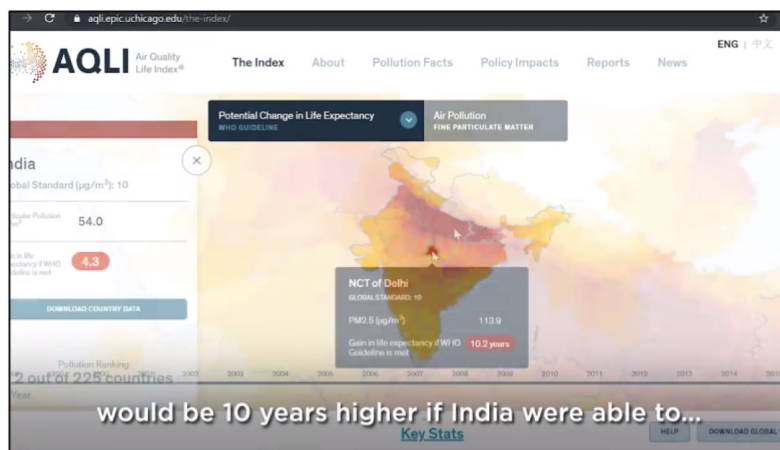 aqli.epic.uchicago.edu/the-index/
ENG | 中文
AQLI Air Quality
Life Index®
The Index About Pollution Facts Policy Impacts Reports News
Potential Change in Life Expectancy
WHO GUIDELINE
Air Pollution
FINE PARTICULATE MATTER
ndia
obal Standard (µg/m³): 10
54.0
4.3
DOWNLOAD COUNTRY DATA
NCT of Delhi
GLOBAL STANDARD: 10
PM2.5 (µg/m³) 113.9
Gain in life expectancy if WHO
Guideline is met
10.2 years
Pollution Ranking
2 out of 225 countries
Year
2002 2003 2004 2005 2006 2007 2008 2009 2010 2011 2012 2013 2014
would be 10 years higher if India were able to...
Key Stats
HELP
DOWNLOAD GLOBAL